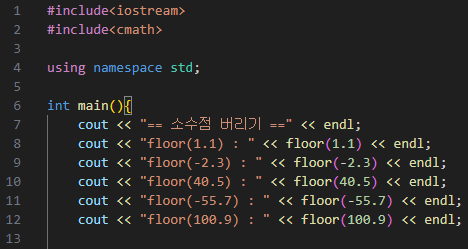 1 #include<iostream>
2 #include<cmath>
3
4 using namespace std;
5
6 int main(){
7 cout << "== 소수점 버리기 ==" << endl;
8 cout << "floor(1.1) : " << floor(1.1) << endl;
9 cout << "floor(-2.3) : " << floor(-2.3) << endl;
10 cout << "floor(40.5) : " << floor(40.5) << endl;
11 cout << "floor(-55.7) : " << floor(-55.7) << endl;
12 cout << "floor(100.9) : " << floor(100.9) << endl;
13